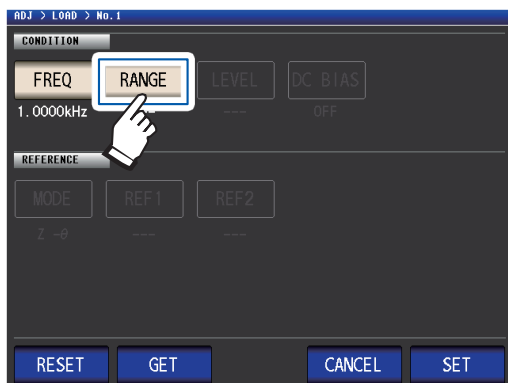 ADJ > LOAD > No.1
CONDITION
FREQ RANGE LEVEL DC BIAS
1.0000kHz --- OFF
REFERENCE
MODE REF1 REF2
Z -θ --- ---
RESET GET CANCEL SET